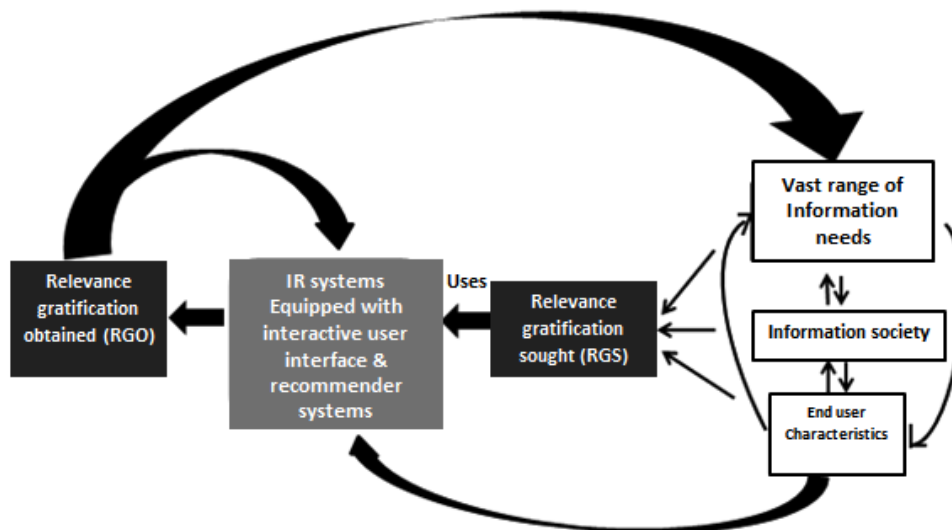 Vast range of
Information
needs
Relevance
gratification
obtained (RGO)
IR systems
Equipped with
interactive user
interface &
recommender
systems
Uses
Relevance
gratification
sought (RGS)
Information society
End user
Characteristics